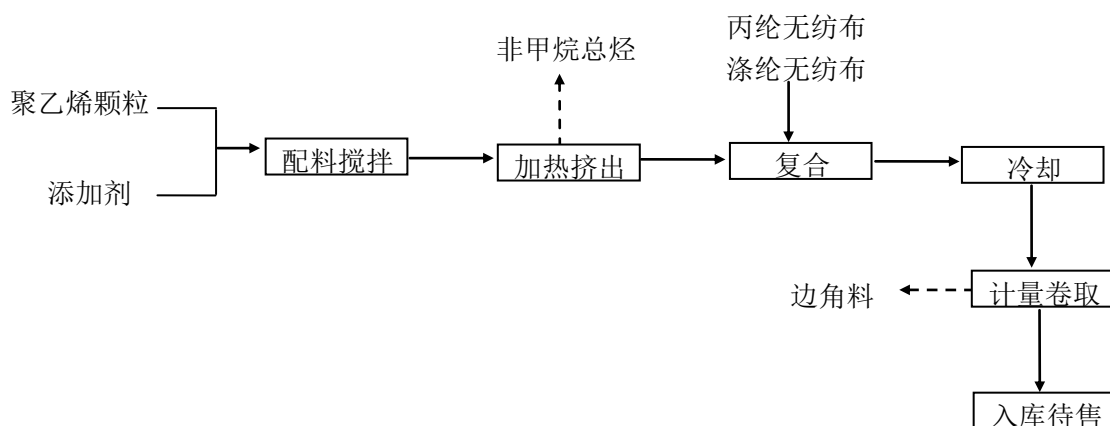 丙纶无纺布
非甲烷总烃
涤纶无纺布
聚乙烯颗粒
配料搅拌
加热挤出
复合
冷却
添加剂
边角料
计量卷取
入库待售